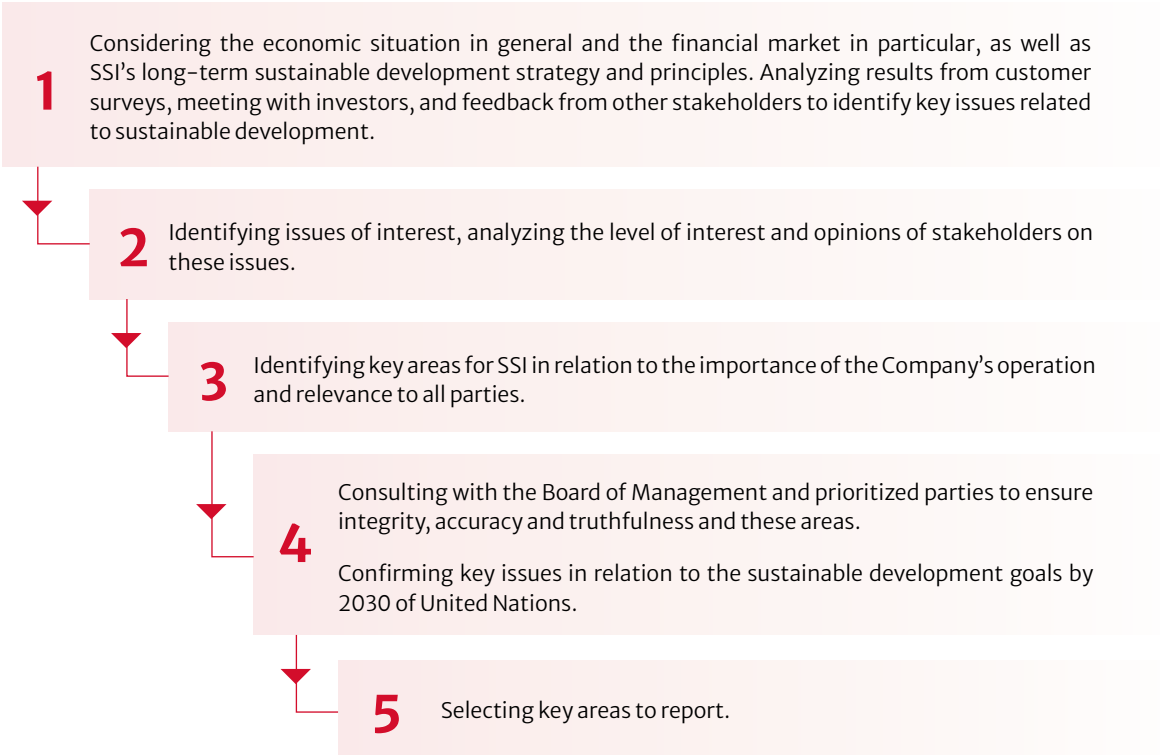 1
Considering the economic situation in general and the financial market in particular, as well as
SSI’s long-term sustainable development strategy and principles. Analyzing results from customer
surveys, meeting with investors, and feedback from other stakeholders to identify key issues related
to sustainable development.
2
Identifying issues of interest, analyzing the level of interest and opinions of stakeholders on
these issues.
3
Identifying key areas for SSI in relation to the importance of the Company’s operation
and relevance to all parties.
4
Consulting with the Board of Management and prioritized parties to ensure
integrity, accuracy and truthfulness and these areas.
Confirming key issues in relation to the sustainable development goals by
2030 of United Nations.
5
Selecting key areas to report.